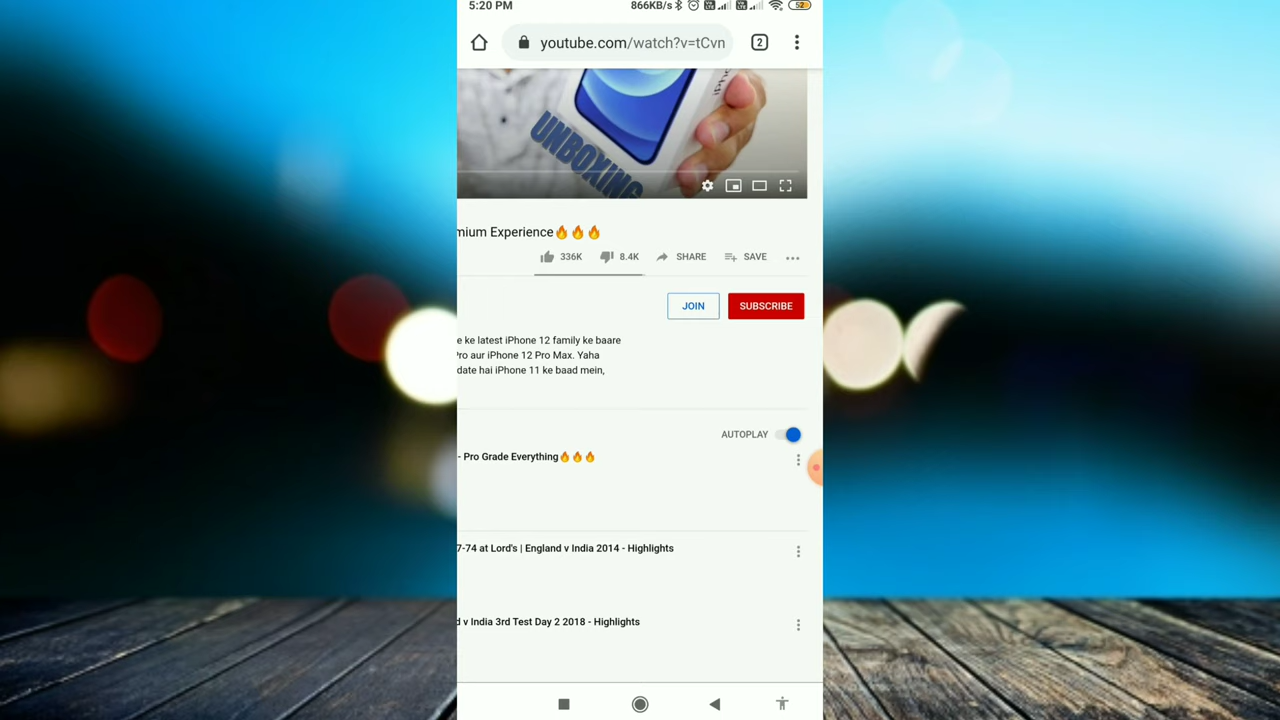 5:20 PM 866KB/s 52
youtube.com/watch?v=tCvn 2
UNBOXING
mium Experience🔥🔥🔥
336K 8.4K SHARE SAVE
JOIN SUBSCRIBE
e ke latest iPhone 12 family ke baare
Pro aur iPhone 12 Pro Max. Yaha
date hai iPhone 11 ke baad mein,
AUTOPLAY
- Pro Grade Everything🔥🔥🔥
7-74 at Lord's | England v India 2014 - Highlights
d v India 3rd Test Day 2 2018 - Highlights